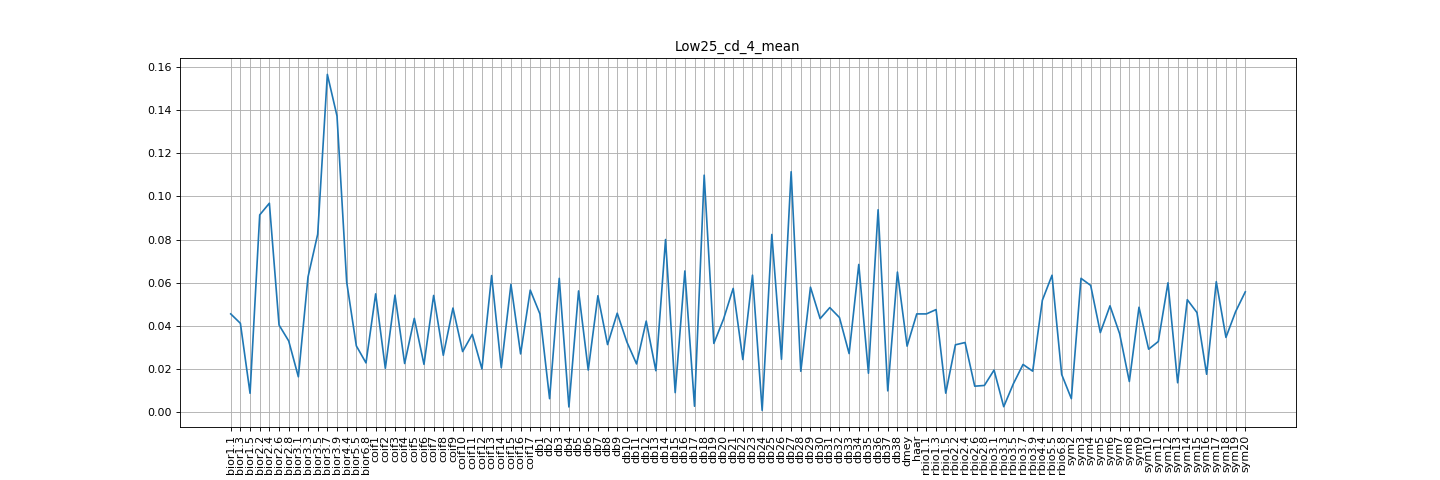 Low25_cd_4_mean
0.16
0.14
0.12
0.10
0.08
0.06
0.04
0.02
0.00
bior1.1
bior1.3
bior1.5
bior2.2
bior2.4
bior2.6
bior2.8
bior3.1
bior3.3
bior3.5
bior3.7
bior3.9
bior4.4
bior5.5
bior6.8
coif1
coif2
coif3
coif4
coif5
coif6
coif7
coif8
coif9
coif10
coif11
coif12
coif13
coif14
coif15
coif16
coif17
db1
db2
db3
db4
db5
db6
db7
db8
db9
db10
db11
db12
db13
db14
db15
db16
db17
db18
db19
db20
db21
db22
db23
db24
db25
db26
db27
db28
db29
db30
db31
db32
db33
db34
db35
db36
db37
db38
dmey
haar
rbio1.1
rbio1.3
rbio1.5
rbio2.2
rbio2.4
rbio2.6
rbio2.8
rbio3.1
rbio3.3
rbio3.5
rbio3.7
rbio3.9
rbio4.4
rbio5.5
rbio6.8
sym2
sym3
sym4
sym5
sym6
sym7
sym8
sym9
sym10
sym11
sym12
sym13
sym14
sym15
sym16
sym17
sym18
sym19
sym20